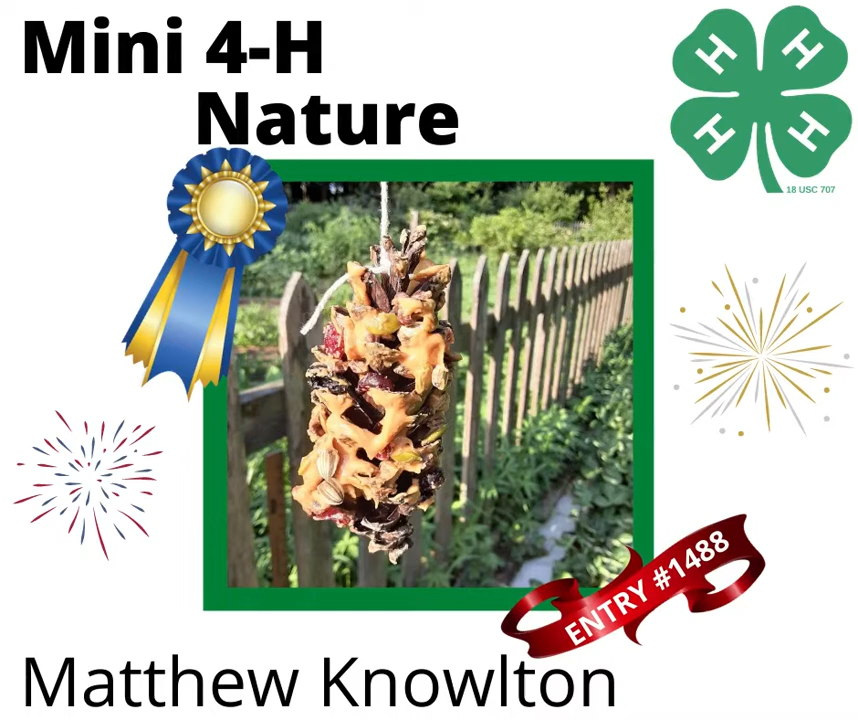 Mini 4-H
Nature
H H
H H
18 USC 707
ENTRY #1488
Matthew Knowlton